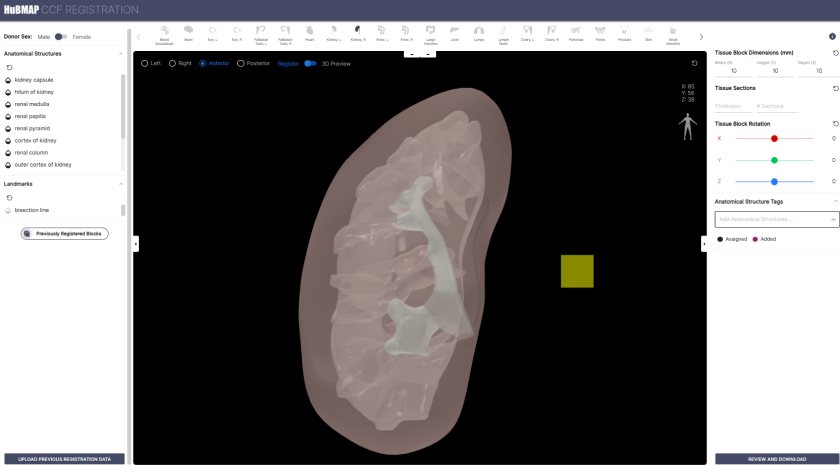 HuBMAP CCF REGISTRATION
Donor Sex: Male Female
Anatomical Structures
kidney capsule
hilum of kidney
renal medulla
renal papilla
renal pyramid
cortex of kidney
renal column
outer cortex of kidney
Landmarks
bisection line
Previously Registered Blocks
UPLOAD PREVIOUS REGISTRATION DATA
Blood Vasculature
Brain
Eye, L
Eye, R
Fallopian Tube, L
Fallopian Tube, R
Heart
Kidney, L
Kidney, R
Knee, L
Knee, R
Large Intestine
Liver
Lungs
Lymph Node
Ovary, L
Ovary, R
Pancreas
Pelvis
Prostate
Skin
Small Intestine
Left Right Anterior Posterior Register 3D Preview
X: 85
Y: 56
Z: 38
Tissue Block Dimensions (mm)
Width (X) Height (Y) Depth (Z)
10 10 10
Tissue Sections
Thickness # Sections
Tissue Block Rotation
X 0
Y 0
Z 0
Anatomical Structure Tags
Add Anatomical Structures ... +
Assigned Added
REVIEW AND DOWNLOAD